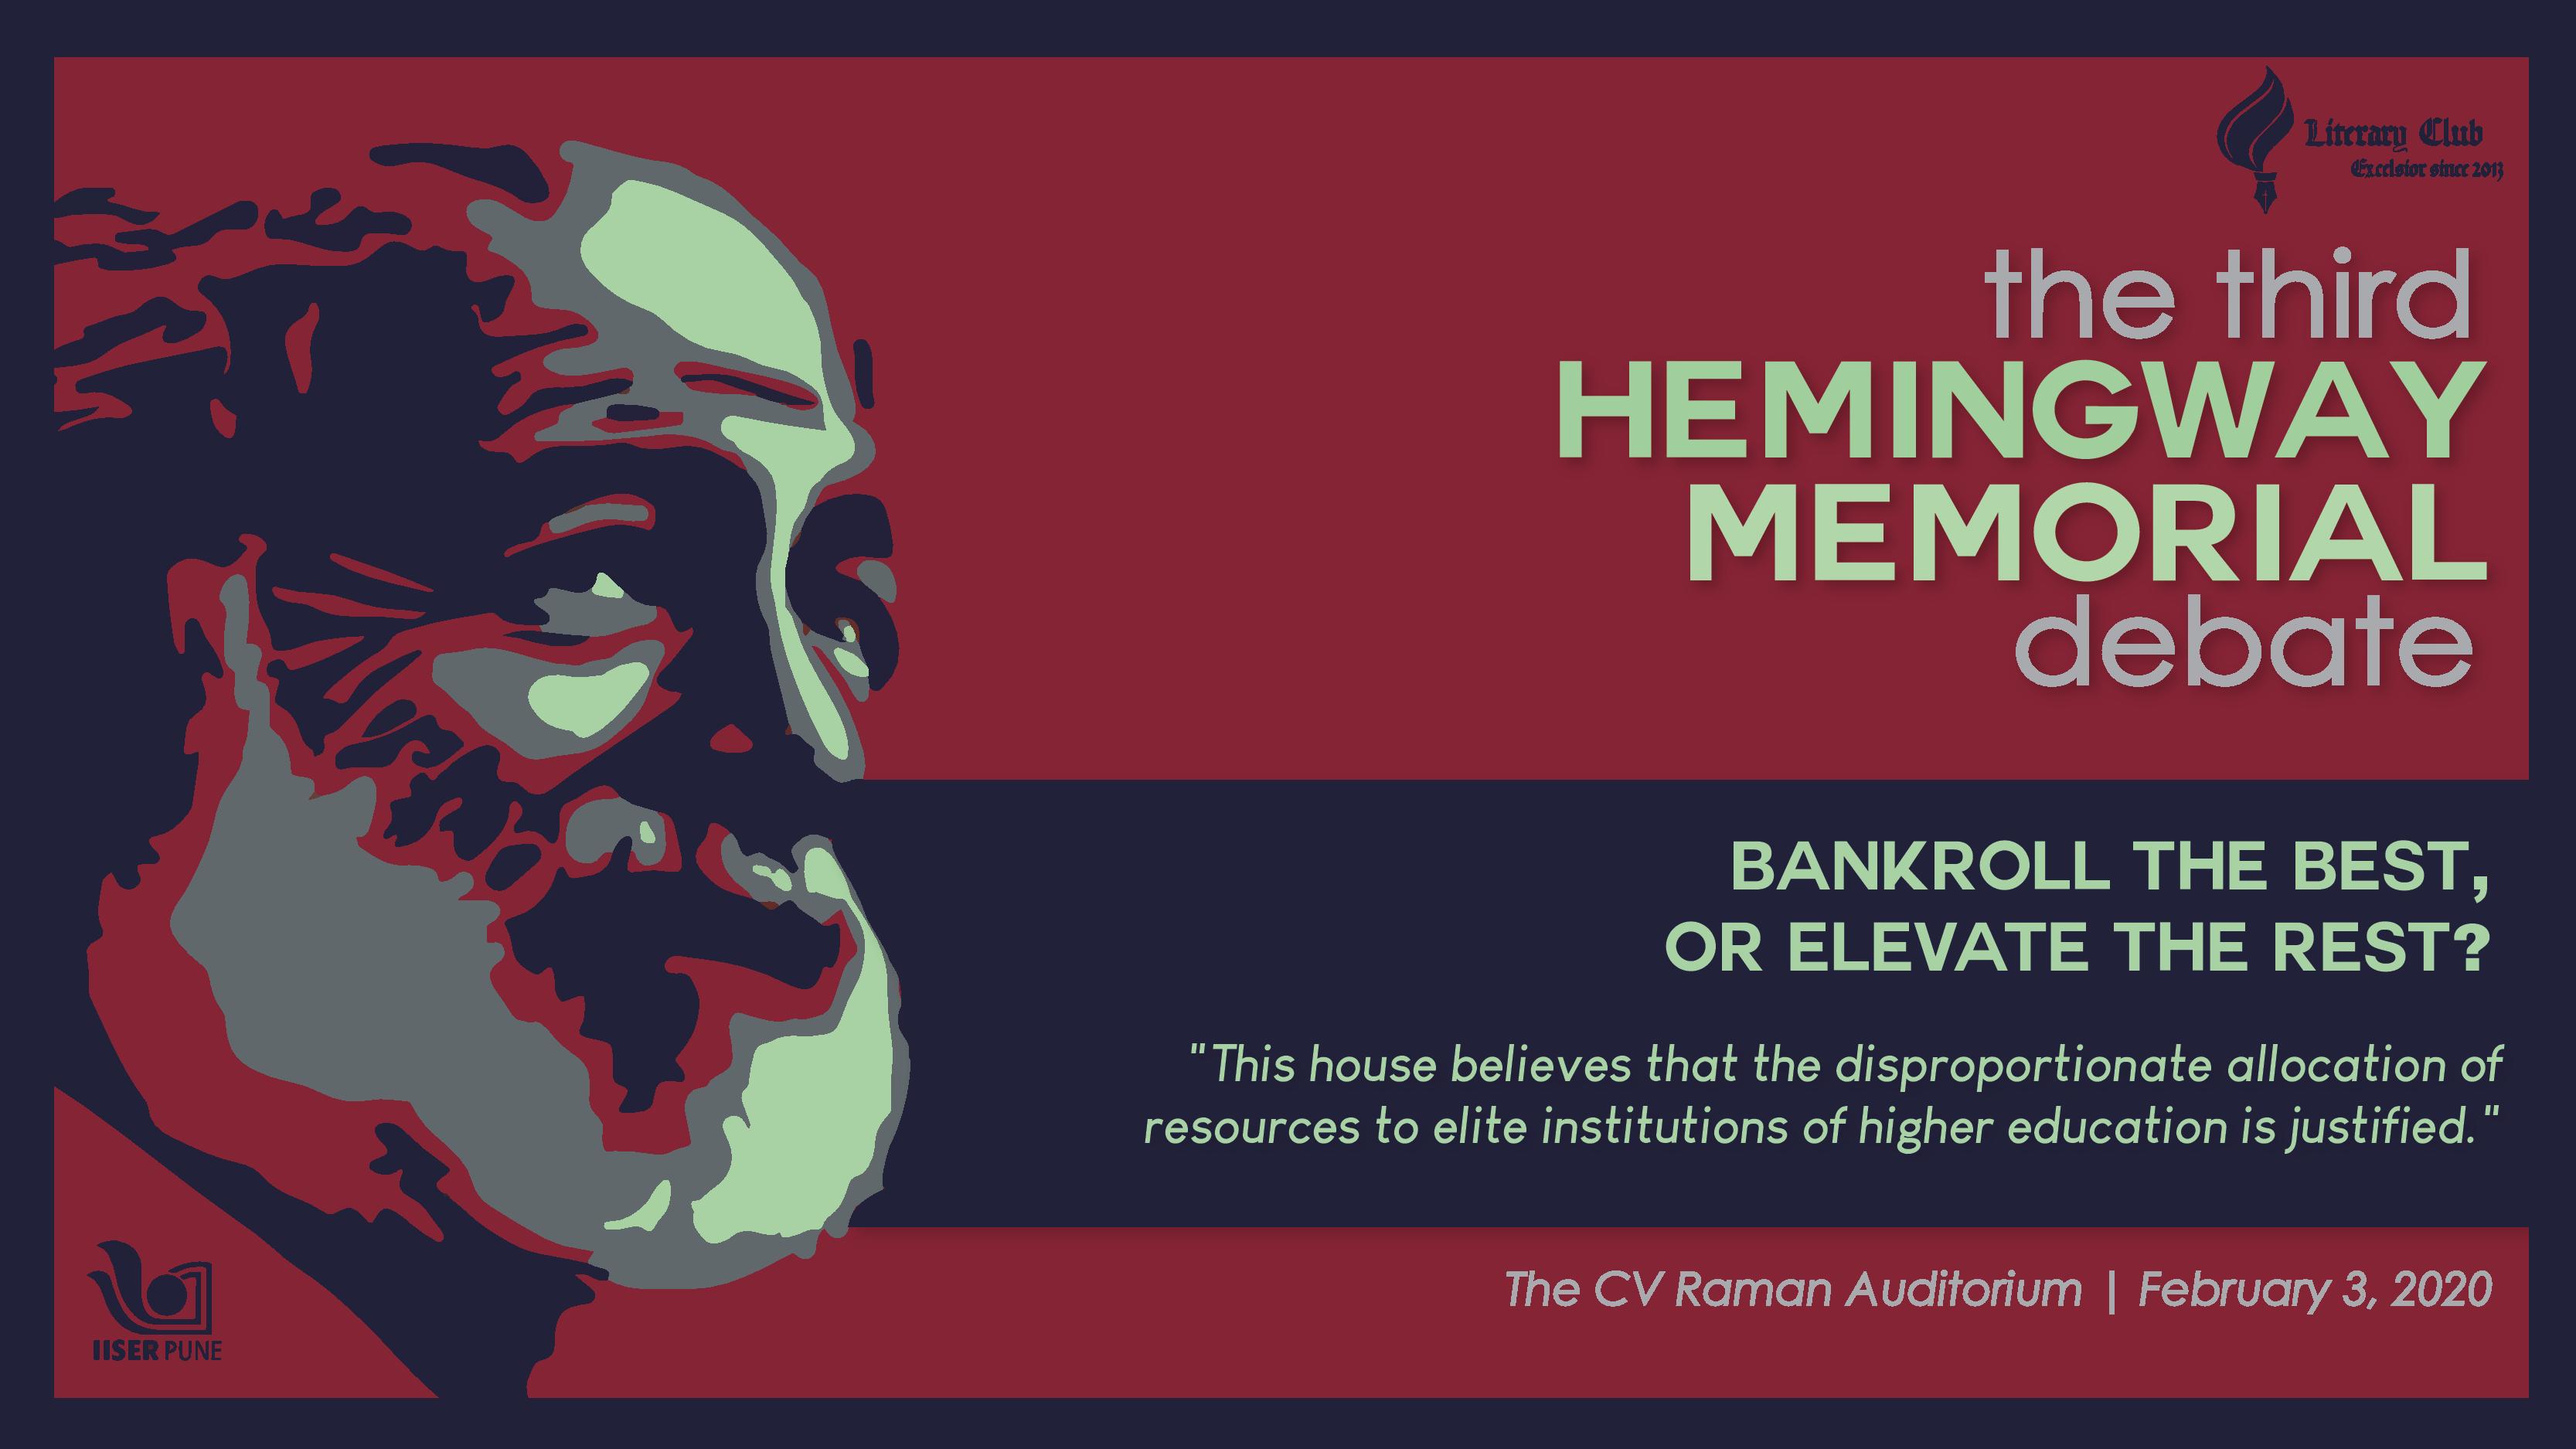 Literary Club
Excelsior since 2013
the third
HEMINGWAY
MEMORIAL
debate
BANKROLL THE BEST,
OR ELEVATE THE REST?
"This house believes that the disproportionate allocation of
resources to elite institutions of higher education is justified."
The CV Raman Auditorium | February 3, 2020
IISER PUNE